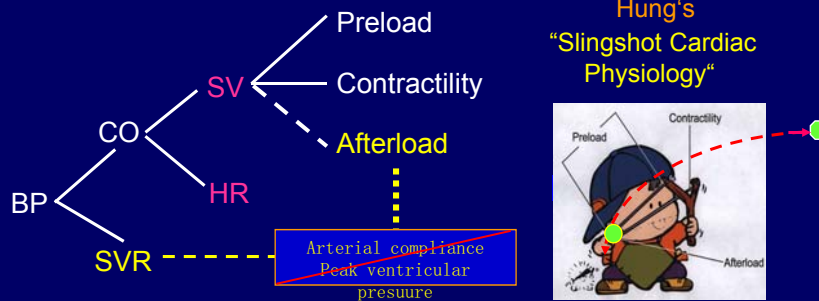 Preload
Contractility
Afterload
SV
CO
HR
BP
SVR
Arterial compliance
Peak ventricular
presuure
Hung's
“Slingshot Cardiac
Physiology“
Contractility
Preload
Afterload